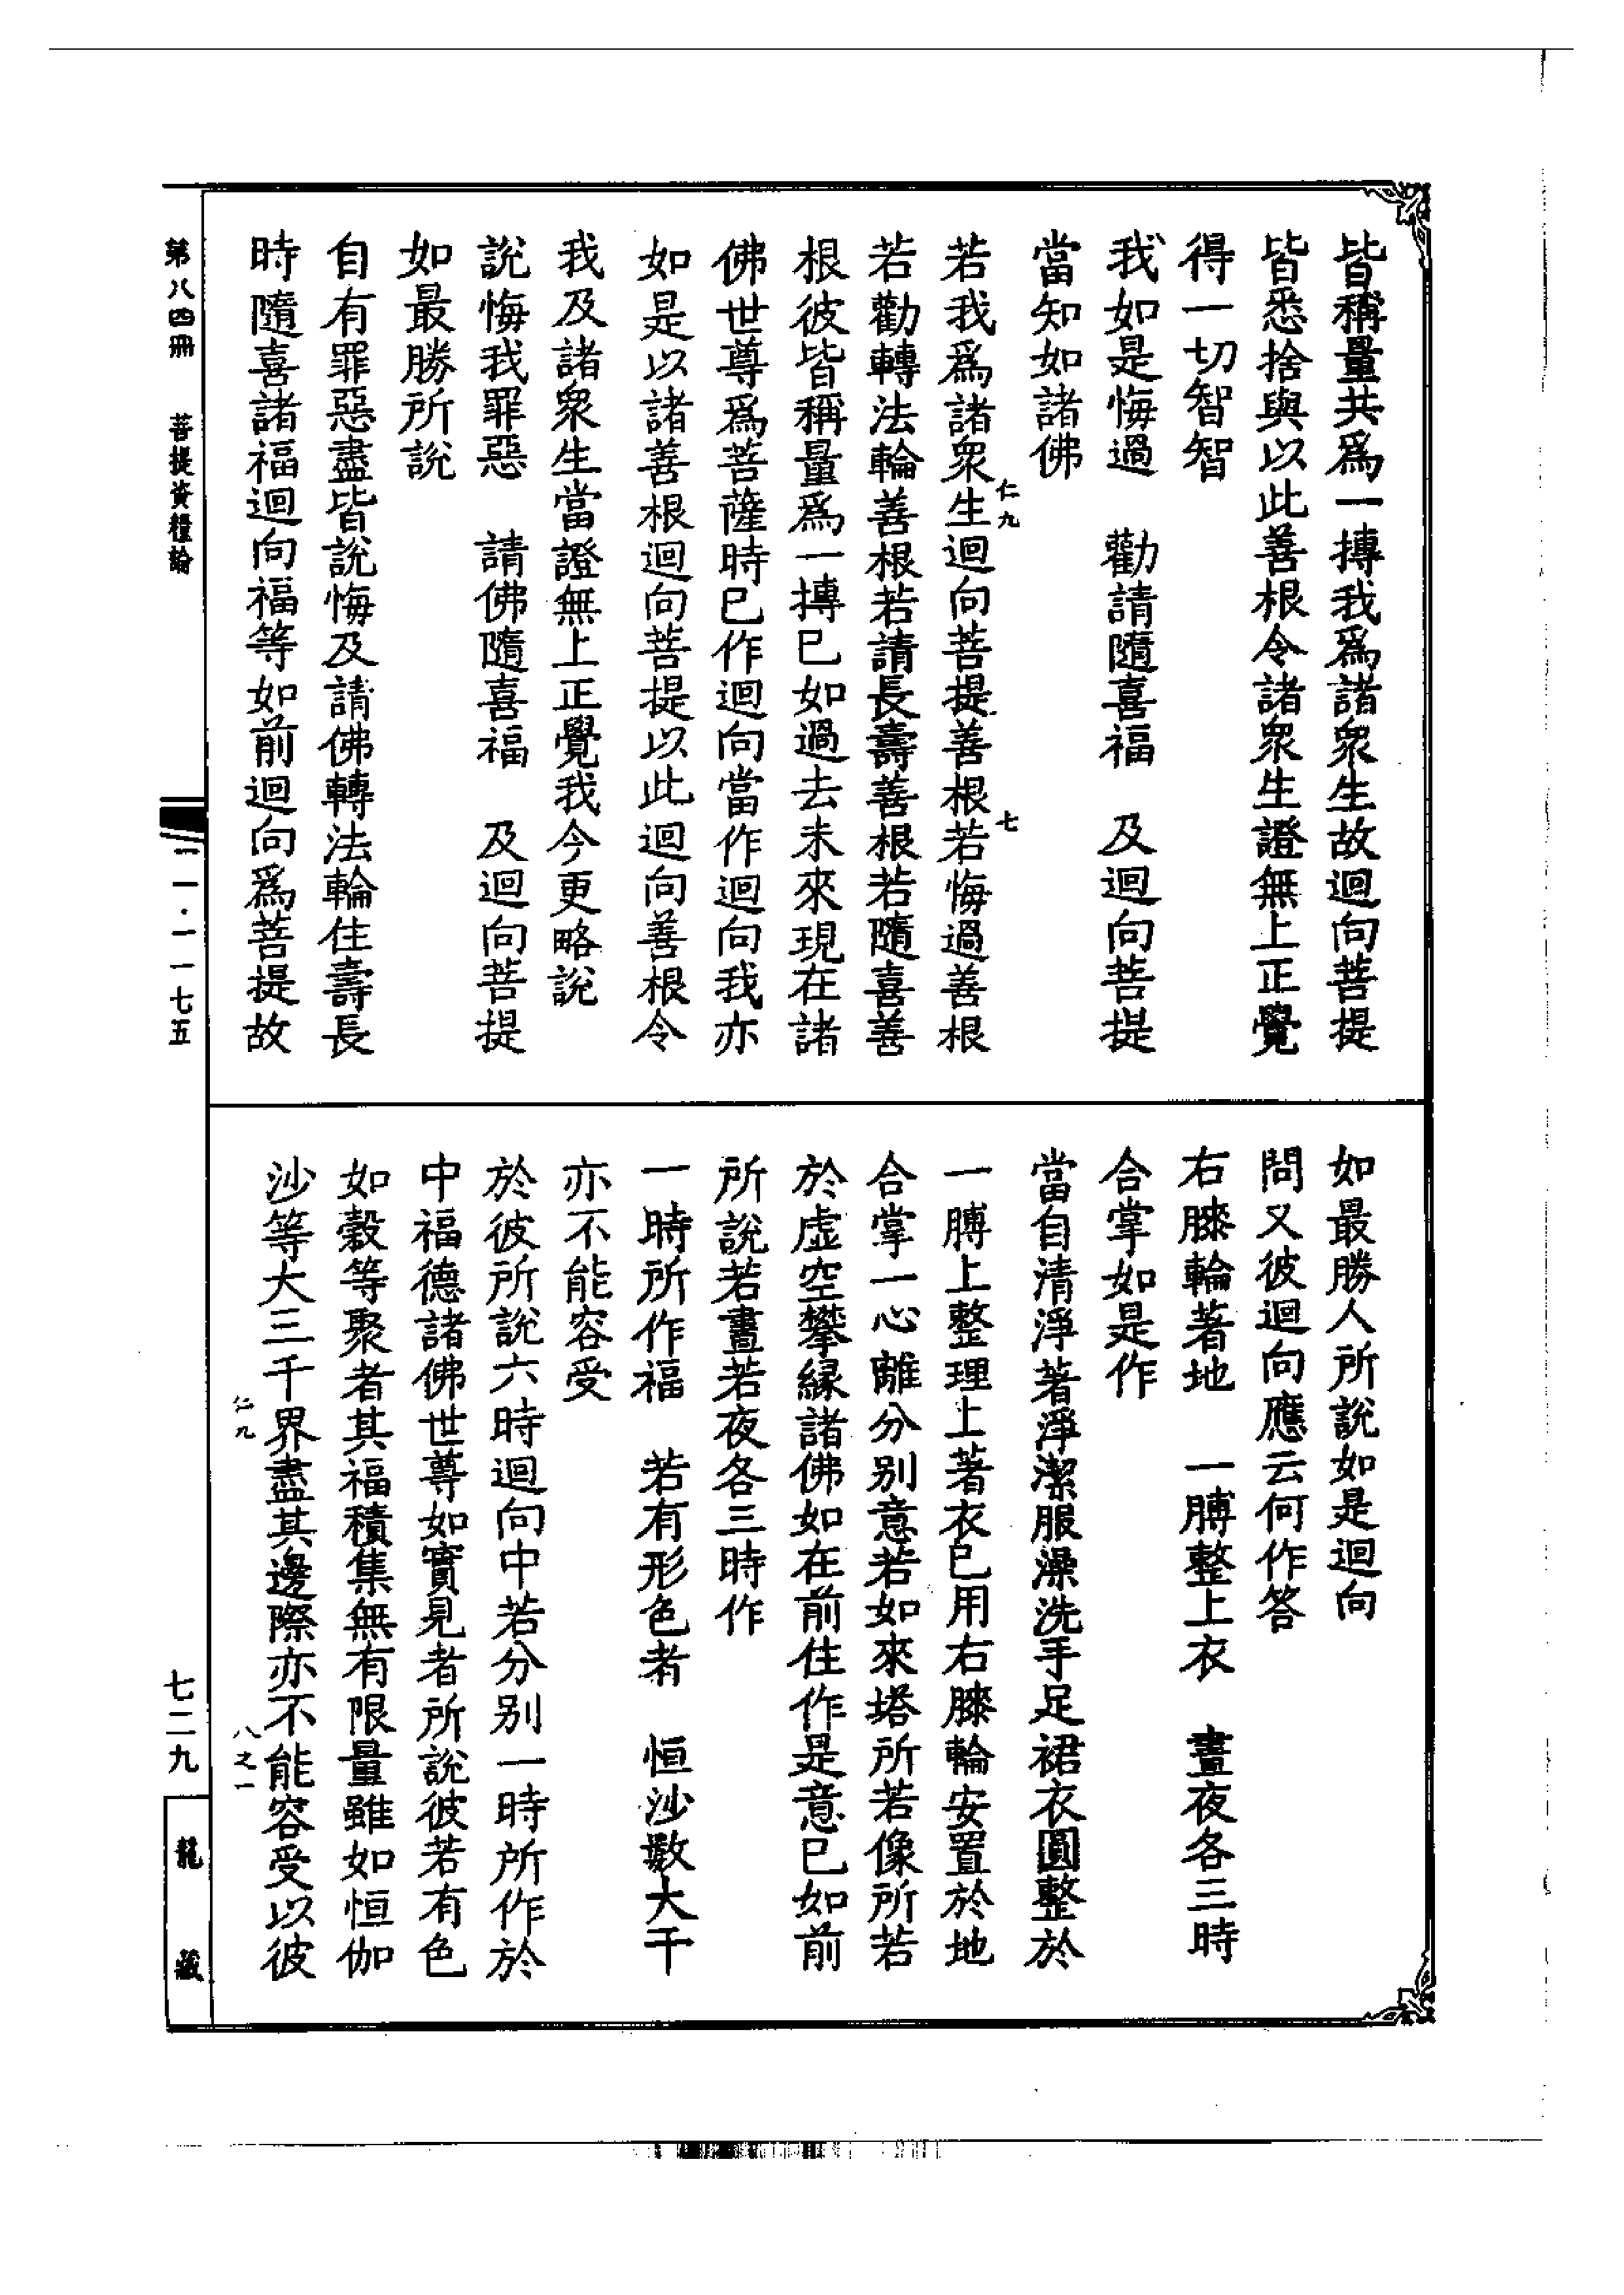 皆稱量共爲一摶我爲諸衆生故迴向菩提
皆悉捨與以此善根令諸衆生證無上正覺
得一切智智
我如是悔過　勸請隨喜福　及迴向菩提
當知如諸佛
仁九　七
若我爲諸衆生迴向菩提善根若悔過善根
若勸轉法輪善根若請長壽善根若隨喜善
根彼皆稱量爲一摶已如過去未來現在諸
佛世尊爲菩薩時已作迴向當作迴向我亦
如是以諸善根迴向菩提以此迴向善根令
我及諸衆生當證無上正覺我今更略說
說悔我罪惡　請佛隨喜福　及迴向菩提
如最勝所說
自有罪惡盡皆說悔及請佛轉法輪住壽長
時隨喜諸福迴向福等如前迴向爲菩提故
如最勝人所說如是迴向
問又彼迴向應云何作答
右膝輪著地　一膊整上衣　晝夜各三時
合掌如是作
當自清淨著淨潔服澡洗手足裙衣圓整於
一膊上整理上著衣已用右膝輪安置於地
合掌一心離分別意若如來塔所若像所若
於虛空攀緣諸佛如在前住作是意已如前
所說若晝若夜各三時作
一時所作福　若有形色者　恒沙數大千
亦不能容受
於彼所說六時迴向中若分別一時所作於
中福德諸佛世尊如實見者所說彼若有色
如穀等聚者其福積集無有限量雖如恒伽
沙等大三千界盡其邊際亦不能容受以彼
仁九　八之一
第八四冊　菩提資糧論
一一·一一七五
七二九
龍藏